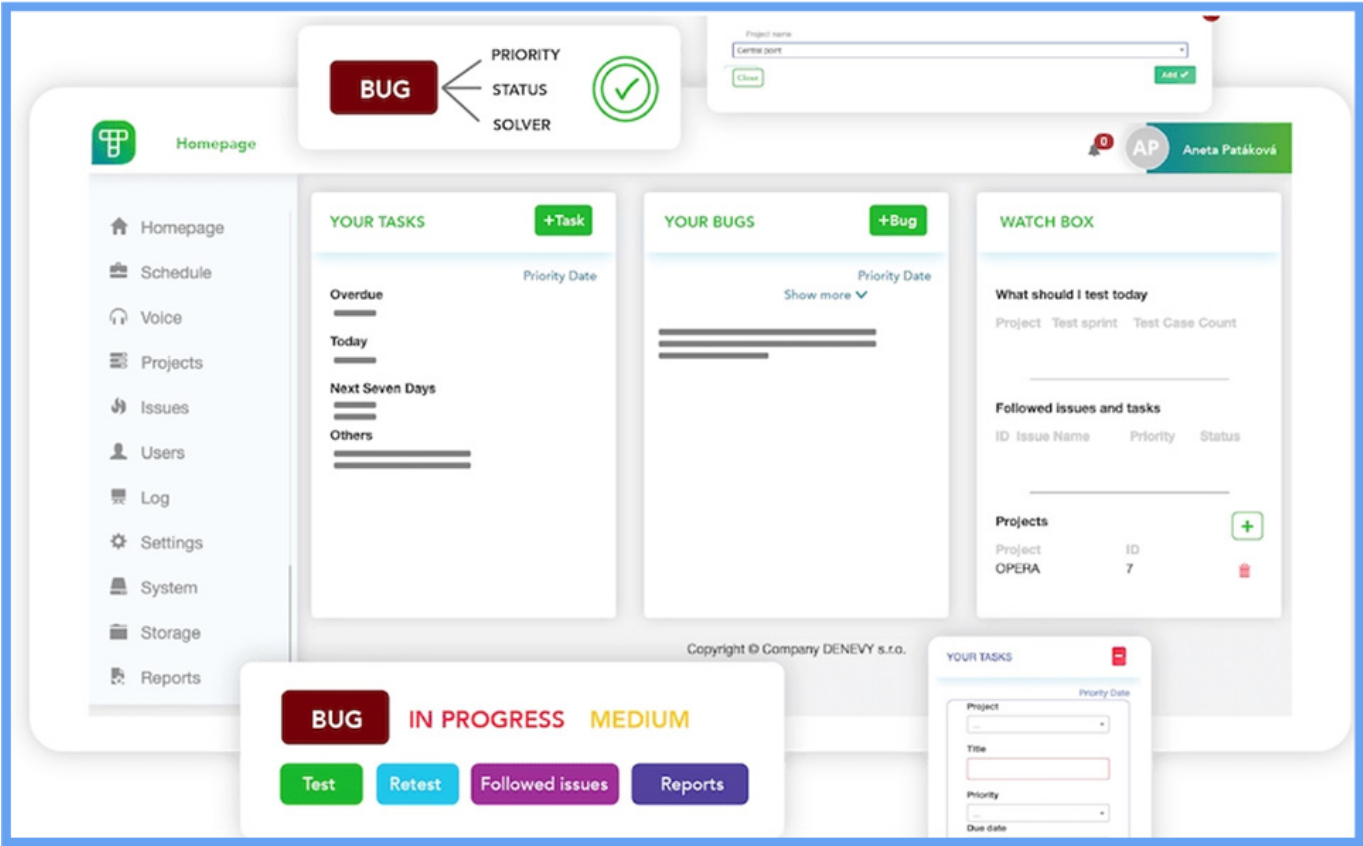 Project name
Central point
Close
Add
BUG
PRIORITY
STATUS
SOLVER
Homepage
0
AP
Aneta Patáková
Homepage
Schedule
Voice
Projects
Issues
Users
Log
Settings
System
Storage
Reports
YOUR TASKS
+Task
Priority Date
Overdue
Today
Next Seven Days
Others
YOUR BUGS
+Bug
Priority Date
Show more
WATCH BOX
What should I test today
Project Test sprint Test Case Count
Followed issues and tasks
ID Issue Name Priority Status
Projects
+
Project ID
OPERA 7
Copyright © Company DENEVY s.r.o.
BUG IN PROGRESS MEDIUM
Test Retest Followed issues Reports
YOUR TASKS
Priority Date
Project
...
Title
Priority
...
Due date